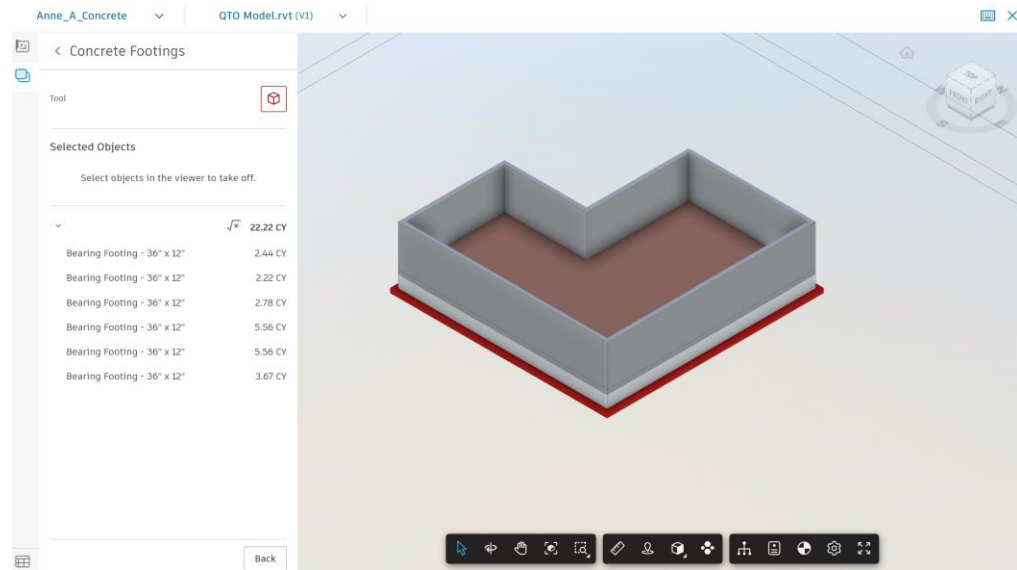 Anne_A_Concrete QTO Model.rvt (V1)
Concrete Footings
Tool
Selected Objects
Select objects in the viewer to take off.
22.22 CY
Bearing Footing - 36" x 12" 2.44 CY
Bearing Footing - 36" x 12" 2.22 CY
Bearing Footing - 36" x 12" 2.78 CY
Bearing Footing - 36" x 12" 5.56 CY
Bearing Footing - 36" x 12" 5.56 CY
Bearing Footing - 36" x 12" 3.67 CY
Back
TOP
FRONT RIGHT